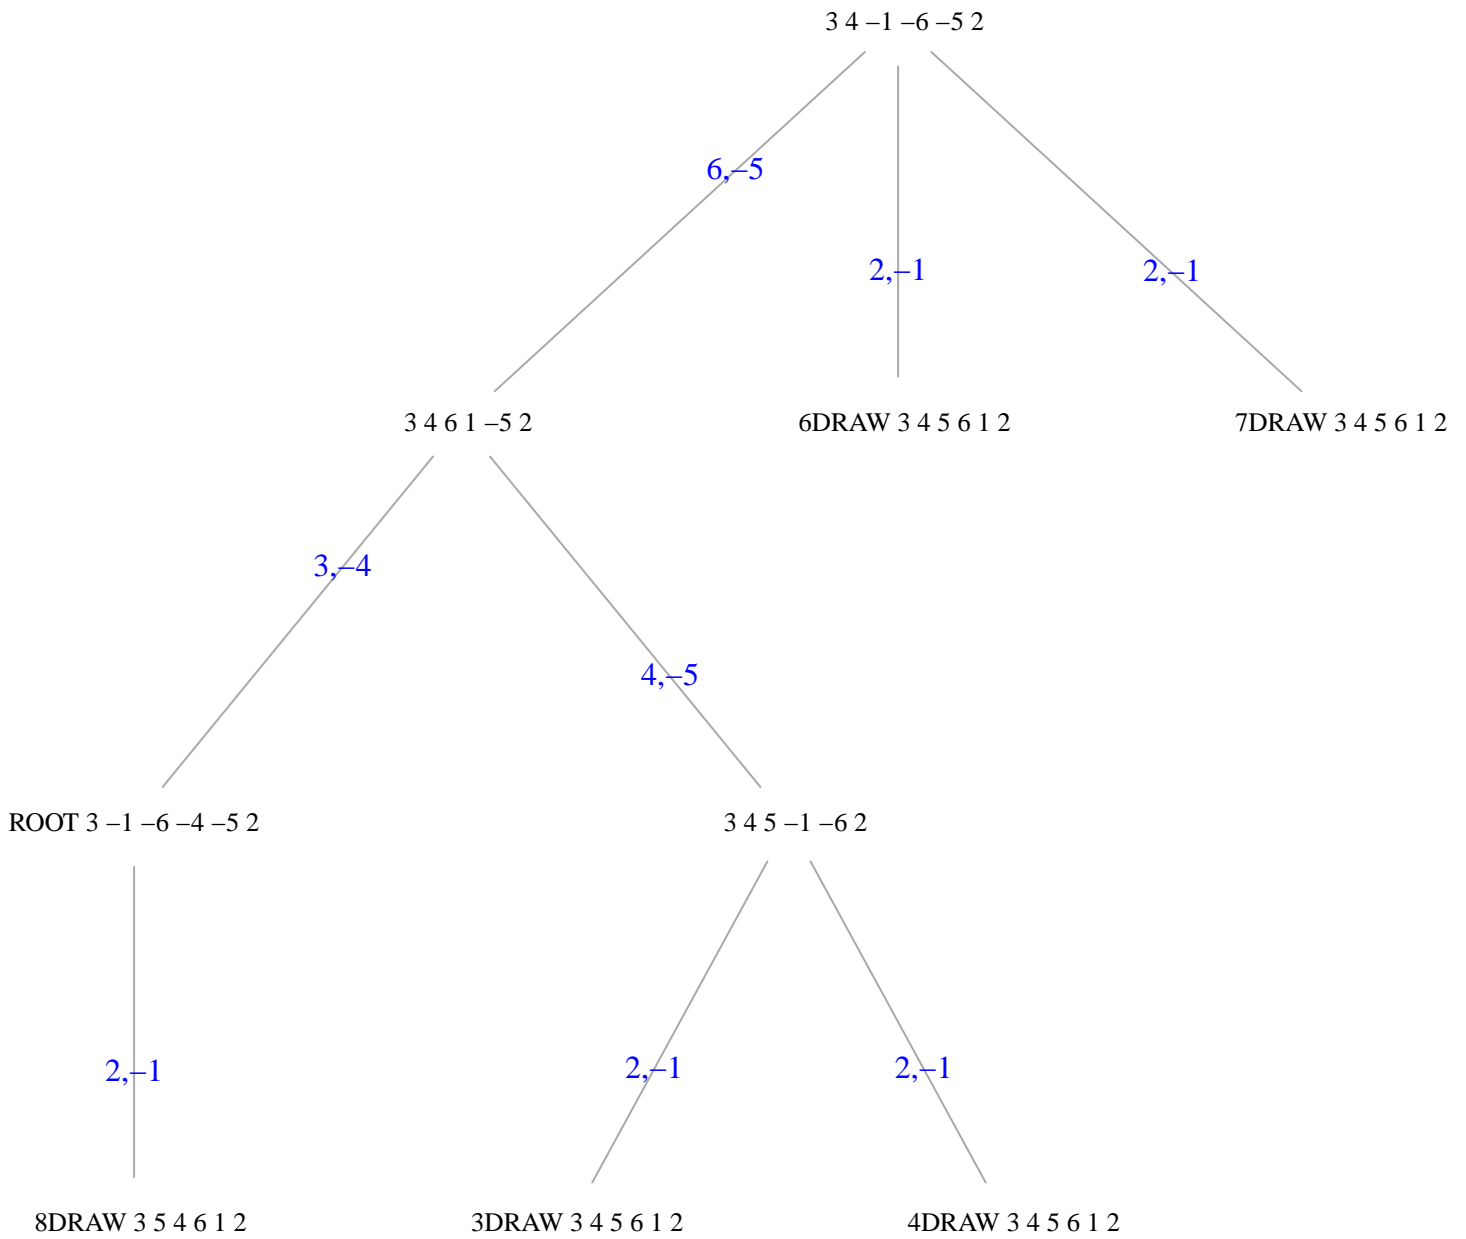 3 4 –1 –6 –5 2
6,–5
2,–1
2,–1
3 4 6 1 –5 2
6DRAW 3 4 5 6 1 2
7DRAW 3 4 5 6 1 2
3,–4
4,–5
ROOT 3 –1 –6 –4 –5 2
3 4 5 –1 –6 2
2,–1
2,–1
2,–1
8DRAW 3 5 4 6 1 2
3DRAW 3 4 5 6 1 2
4DRAW 3 4 5 6 1 2